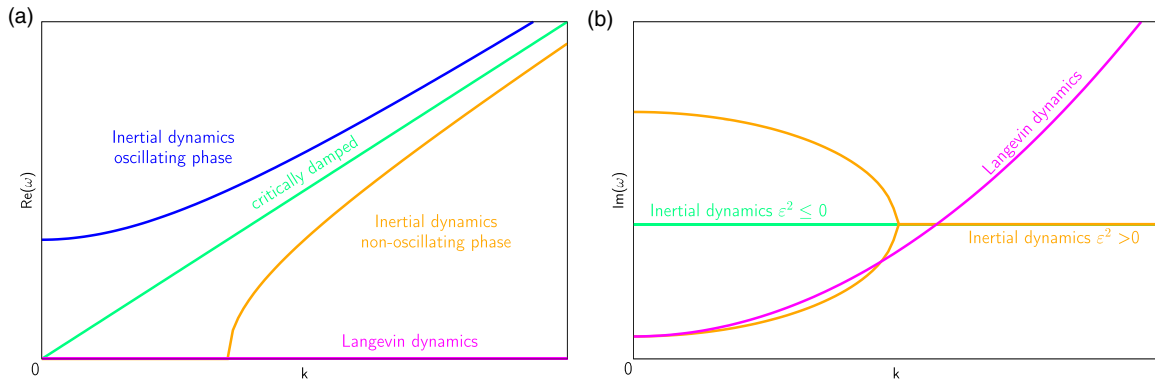 (a)
Re(ω)
Inertial dynamics
oscillating phase
critically damped
Inertial dynamics
non-oscillating phase
Langevin dynamics
0
k
(b)
Im(ω)
Langevin dynamics
Inertial dynamics ε² ≤ 0
Inertial dynamics ε² >0
0
k